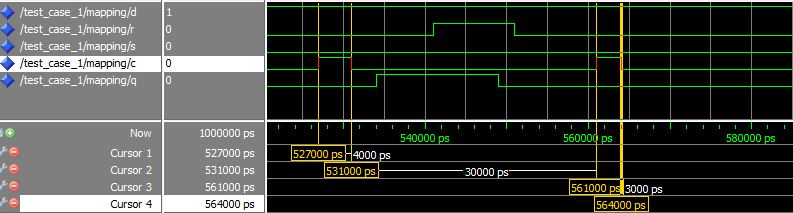 /test_case_1/mapping/d 1
/test_case_1/mapping/r 0
/test_case_1/mapping/s 0
/test_case_1/mapping/c 0
/test_case_1/mapping/q 0
Now 1000000 ps 540000 ps 560000 ps 580000 ps
Cursor 1 527000 ps 527000 ps 4000 ps
Cursor 2 531000 ps 531000 ps 30000 ps
Cursor 3 561000 ps 561000 ps 3000 ps
Cursor 4 564000 ps 564000 ps